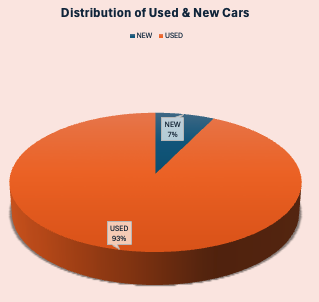 Distribution of Used & New Cars
NEW USED
NEW
7%
USED
93%